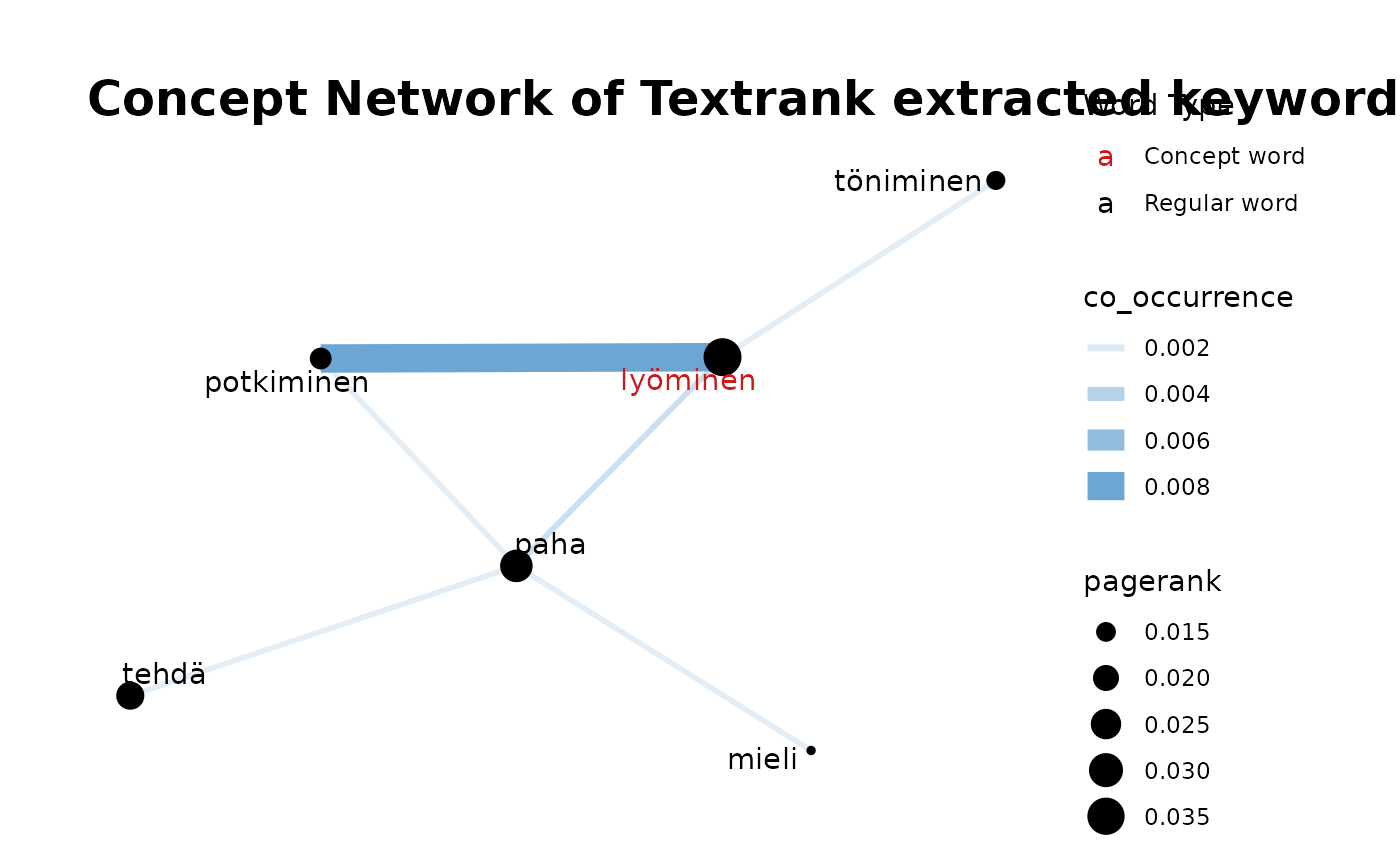 Concept Network of Textrank extracted keyword
Word Type
a Concept word
a Regular word
töniminen
co_occurrence
0.002
0.004
0.006
0.008
potkiminen
lyöminen
paha
pagerank
0.015
0.020
0.025
0.030
0.035
tehdä
mieli